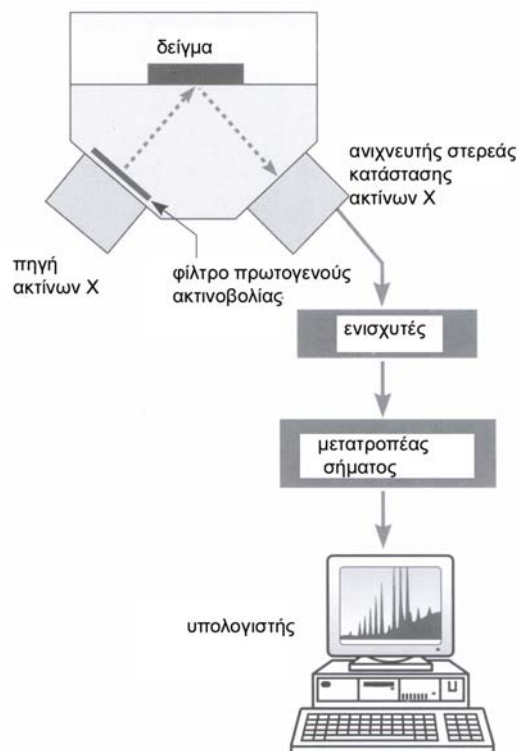 δείγμα
ανιχνευτής στερεάς
κατάστασης
ακτίνων Χ
πηγή
ακτίνων Χ
φίλτρο πρωτογενούς
ακτινοβολίας
ενισχυτές
μετατροπέας
σήματος
υπολογιστής